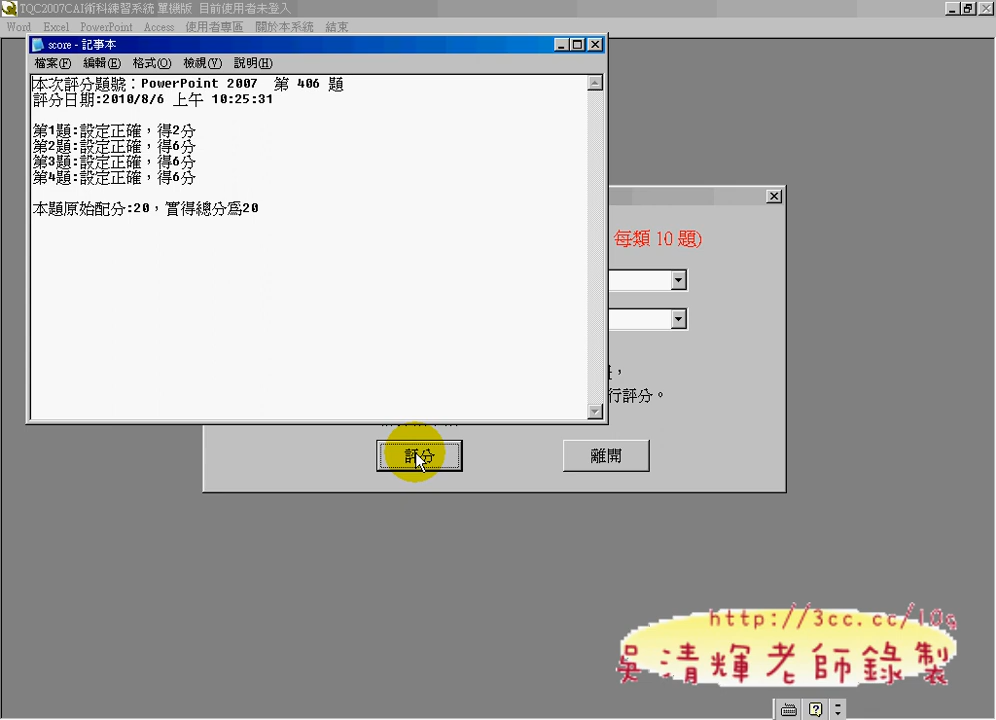 TQC2007CAI術科練習系統 單機版 目前使用者未登入
Word Excel PowerPoint Access 使用者專區 關於本系統 結束
score - 記事本
檔案(F) 編輯(E) 格式(O) 檢視(V) 說明(H)
本次評分題號：PowerPoint 2007 第 406 題
評分日期:2010/8/6 上午 10:25:31
第1題:設定正確，得2分
第2題:設定正確，得6分
第3題:設定正確，得6分
第4題:設定正確，得6分
本題原始配分:20，實得總分為20
每類 10 題)
行評分。
評分 離開
http://3cc.cc/10q
吳清輝老師錄製